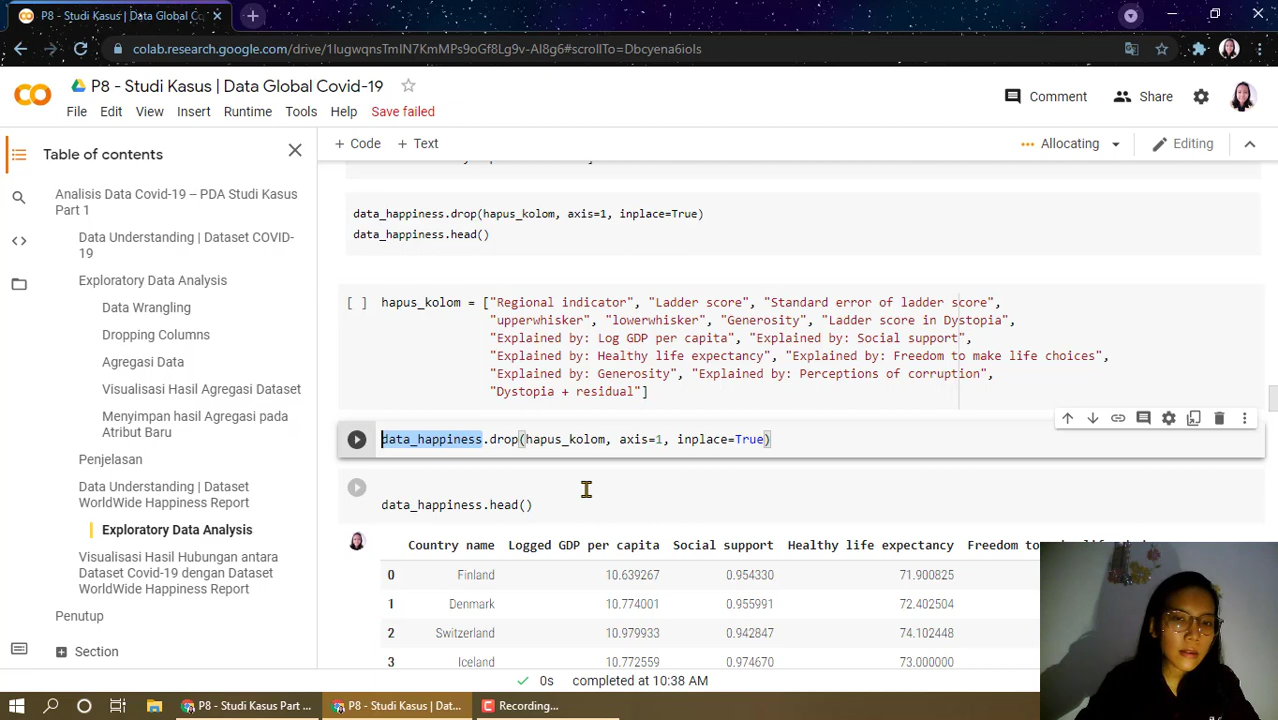 P8 - Studi Kasus | Data Global Co
colab.research.google.com/drive/1lugwqnsTmIN7KmMPs9oGf8Lg9v-AI8g6#scrollTo=Dbcyena6iols
P8 - Studi Kasus | Data Global Covid-19
Comment
Share
File Edit View Insert Runtime Tools Help Save failed
Table of contents
+ Code + Text
Allocating
Editing
Analisis Data Covid-19 -- PDA Studi Kasus
Part 1
Data Understanding | Dataset COVID-
19
Exploratory Data Analysis
Data Wrangling
Dropping Columns
Agregasi Data
Visualisasi Hasil Agregasi Dataset
Menyimpan hasil Agregasi pada
Atribut Baru
Penjelasan
Data Understanding | Dataset
WorldWide Happiness Report
Exploratory Data Analysis
Visualisasi Hasil Hubungan antara
Dataset Covid-19 dengan Dataset
WorldWide Happiness Report
Penutup
Section
data_happiness.drop(hapus_kolom, axis=1, inplace=True)
data_happiness.head()
[ ] hapus_kolom = ["Regional indicator", "Ladder score", "Standard error of ladder score",
"upperwhisker", "lowerwhisker", "Generosity", "Ladder score in Dystopia",
"Explained by: Log GDP per capita", "Explained by: Social support",
"Explained by: Healthy life expectancy", "Explained by: Freedom to make life choices",
"Explained by: Generosity", "Explained by: Perceptions of corruption",
"Dystopia + residual"]
data_happiness.drop(hapus_kolom, axis=1, inplace=True)
data_happiness.head()
Country name Logged GDP per capita Social support Healthy life expectancy Freedom to
0 Finland 10.639267 0.954330 71.900825
1 Denmark 10.774001 0.955991 72.402504
2 Switzerland 10.979933 0.942847 74.102448
3 Iceland 10.772559 0.974670 73.000000
0s completed at 10:38 AM
P8 - Studi Kasus Part ...
P8 - Studi Kasus | Dat...
Recording...